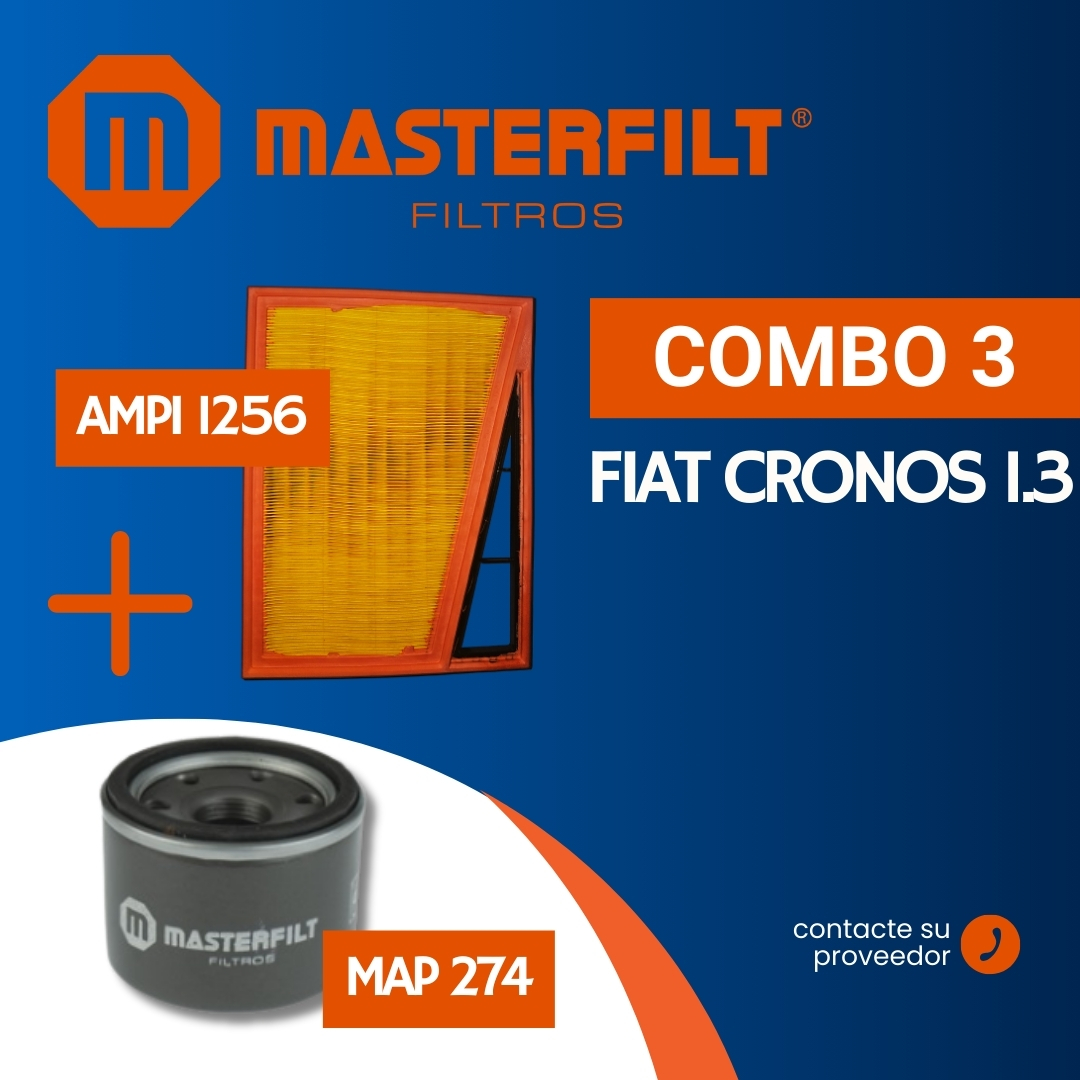 m
MASTERFILT®
FILTROS
COMBO 3
AMPI 1256
FIAT CRONOS 1.3
m MASTERFILT
FILTROS
MAP 274
contacte su
proveedor